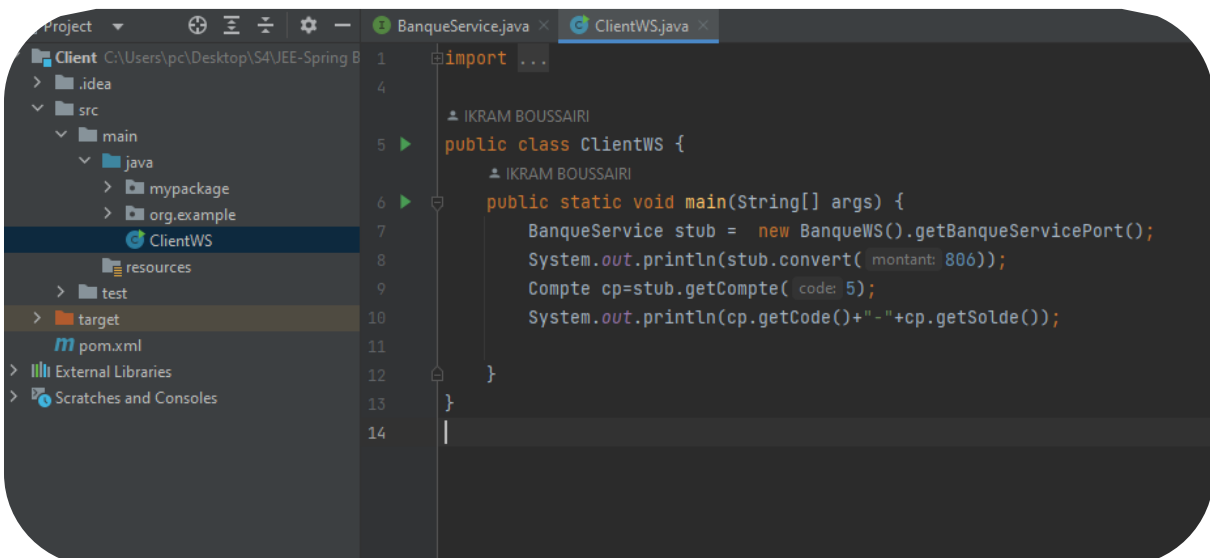 Project
BanqueService.java
ClientWS.java
Client C:\Users\pc\Desktop\S4\JEE-Spring B
.idea
src
main
java
mypackage
org.example
ClientWS
resources
test
target
pom.xml
External Libraries
Scratches and Consoles
1 import ...
4
IKRAM BOUSSAIRI
5 public class ClientWS {
IKRAM BOUSSAIRI
6 public static void main(String[] args) {
7 BanqueService stub = new BanqueWS().getBanqueServicePort();
8 System.out.println(stub.convert( montant: 806));
9 Compte cp=stub.getCompte( code: 5);
10 System.out.println(cp.getCode()+"-"+cp.getSolde());
11
12 }
13 }
14